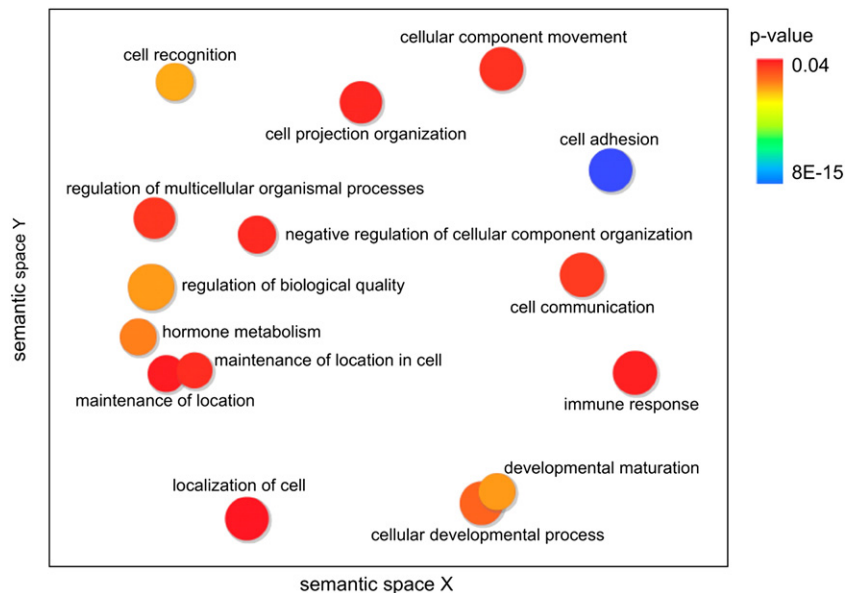 cellular component movement
p-value
cell recognition
0.04
cell projection organization
cell adhesion
8E-15
regulation of multicellular organismal processes
negative regulation of cellular component organization
semantic space Y
regulation of biological quality
cell communication
hormone metabolism
maintenance of location in cell
maintenance of location
immune response
developmental maturation
localization of cell
cellular developmental process
semantic space X